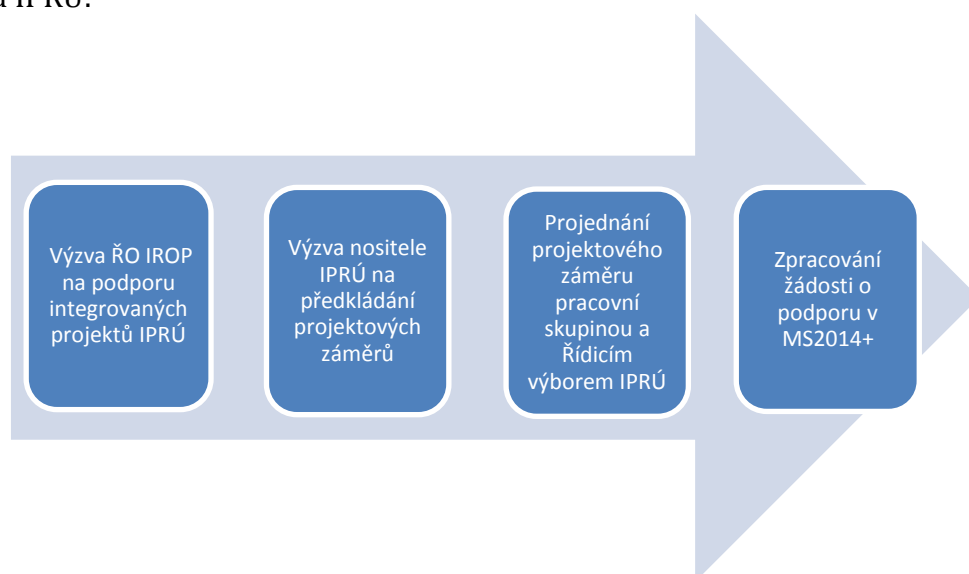 Výzva ŘO IROP
na podporu
integrovaných
projektů IPRÚ
Výzva nositele
IPRÚ na
předkládání
projektových
záměrů
Projednání
projektového
záměru
pracovní
skupinou a
Řídicím
výborem IPRÚ
Zpracování
žádosti o
podporu v
MS2014+